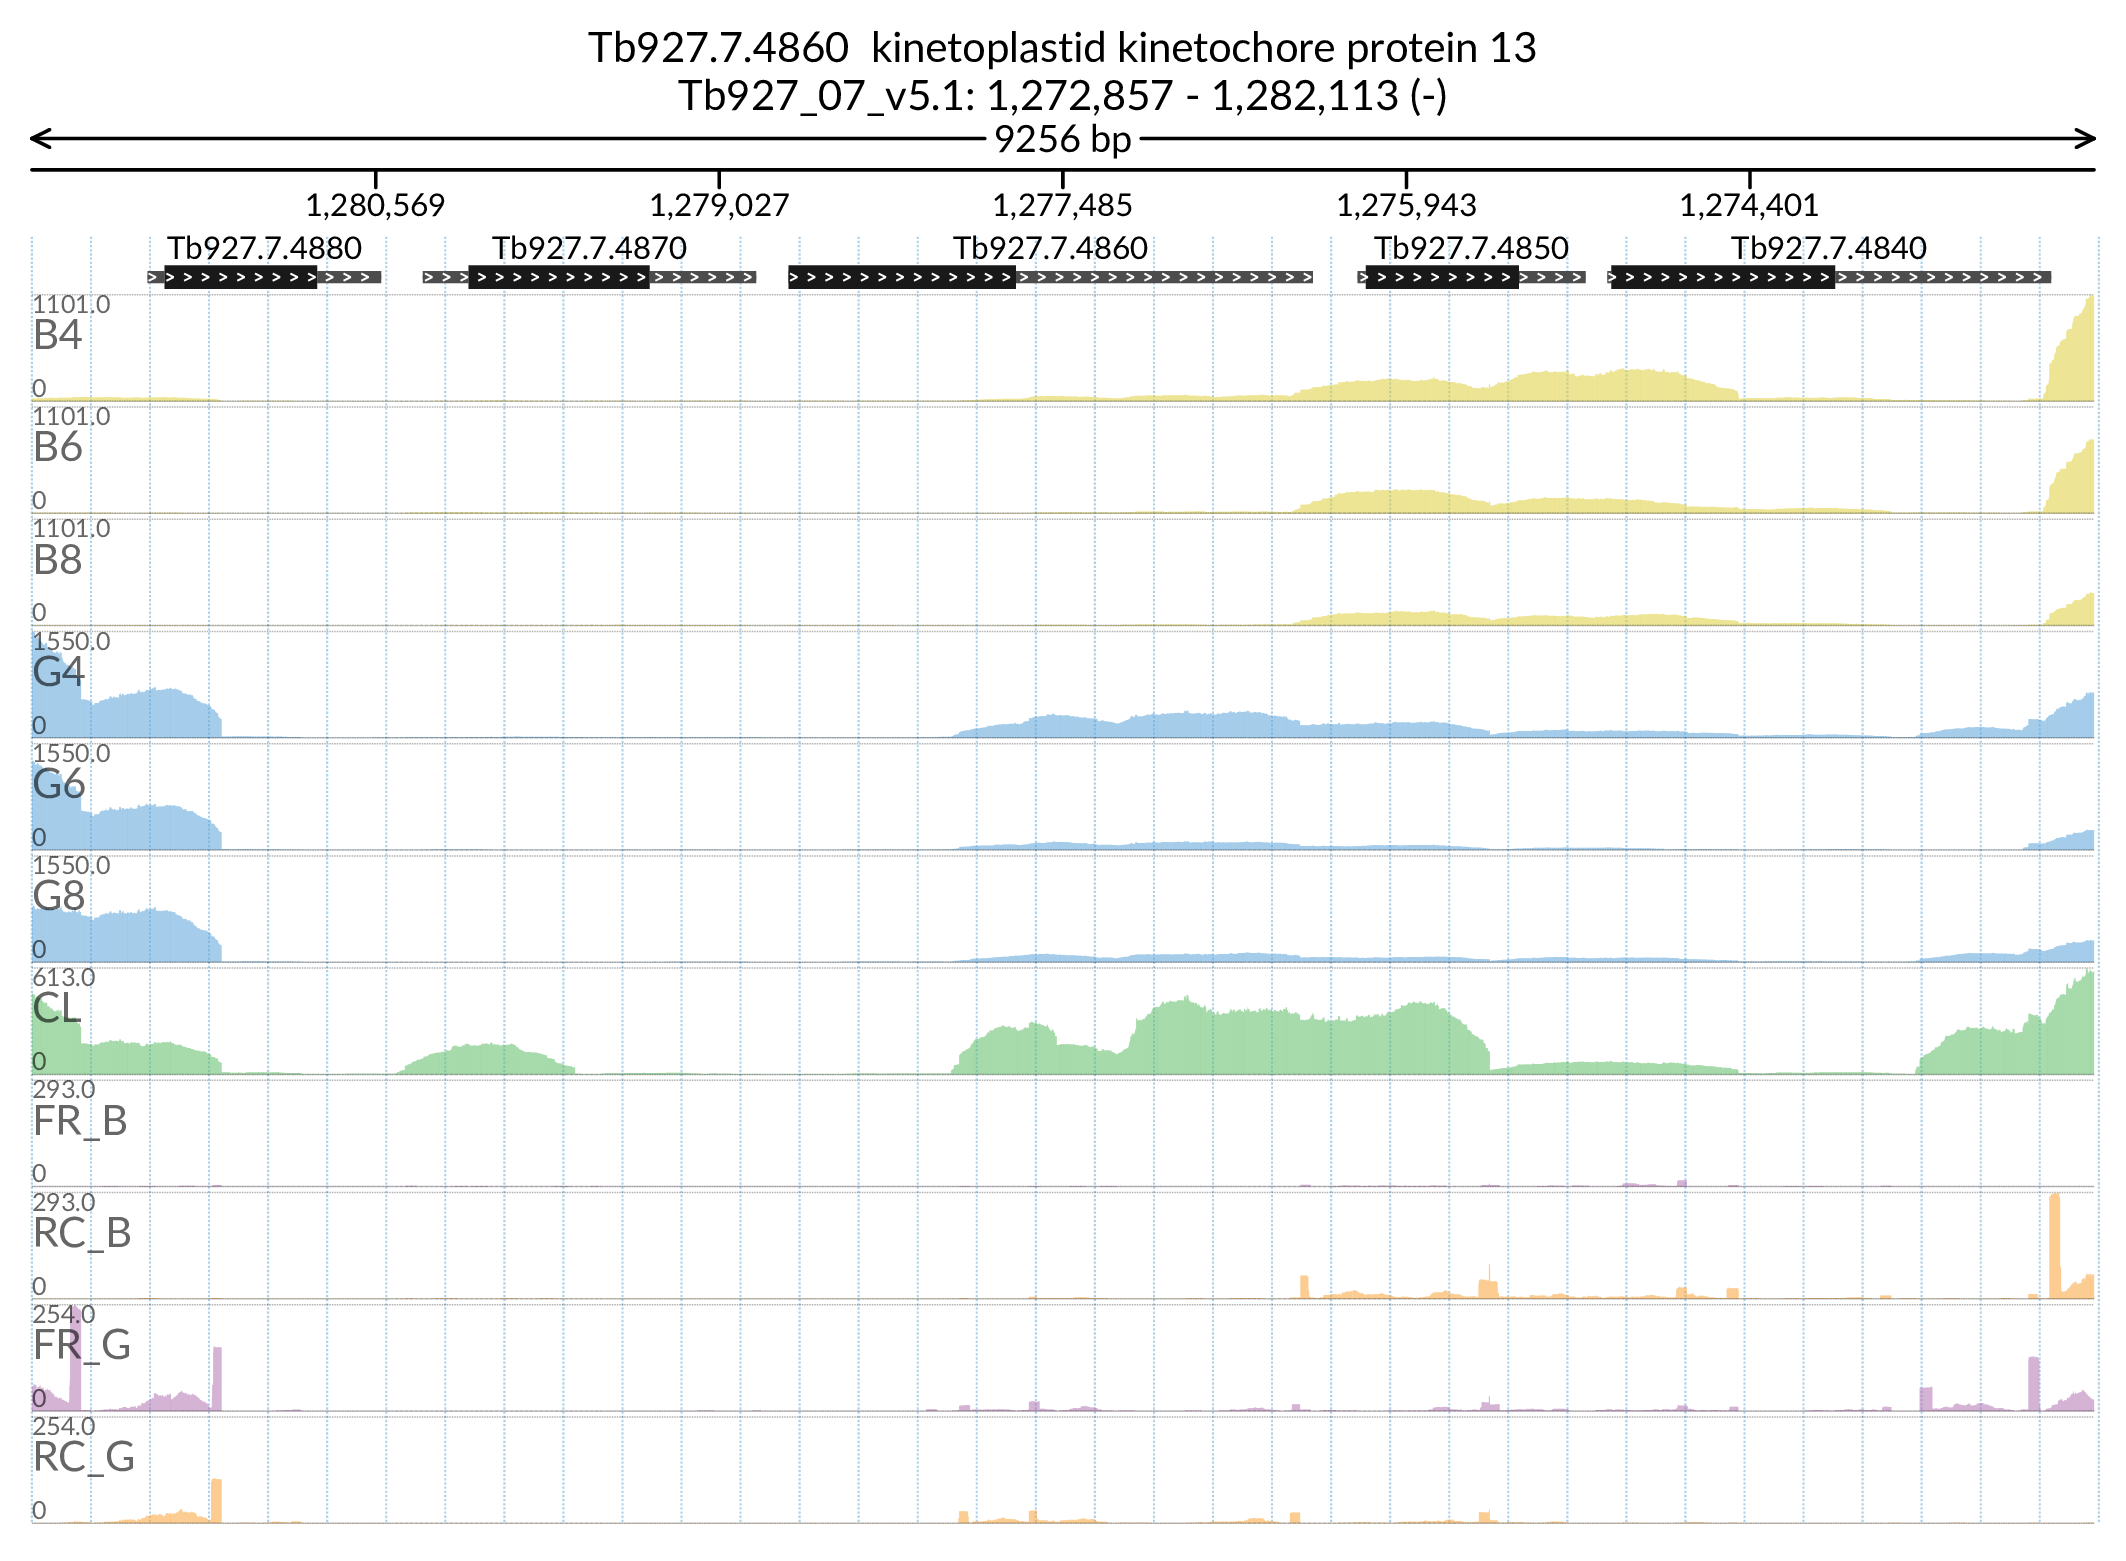 Tb927.7.4860  kinetoplastid kinetochore protein 13
Tb927_07_v5.1: 1,272,857 - 1,282,113 (-)
9256 bp
1,280,569 1,279,027 1,277,485 1,275,943 1,274,401
Tb927.7.4880 Tb927.7.4870 Tb927.7.4860 Tb927.7.4850 Tb927.7.4840
1101.0
B4
0
1101.0
B6
0
1101.0
B8
0
1550.0
G4
0
1550.0
G6
0
1550.0
G8
0
613.0
CL
0
293.0
FR_B
0
293.0
RC_B
0
254.0
FR_G
0
254.0
RC_G
0